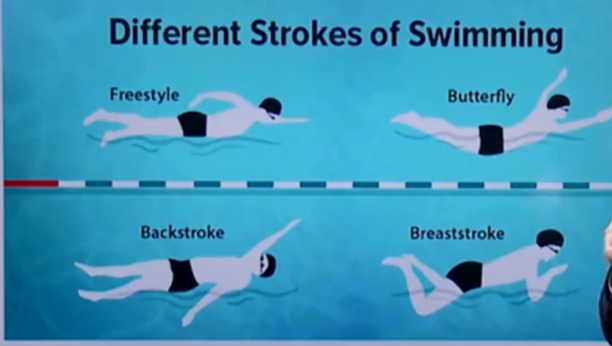 Different Strokes of Swimming
Freestyle
Butterfly
Backstroke
Breaststroke